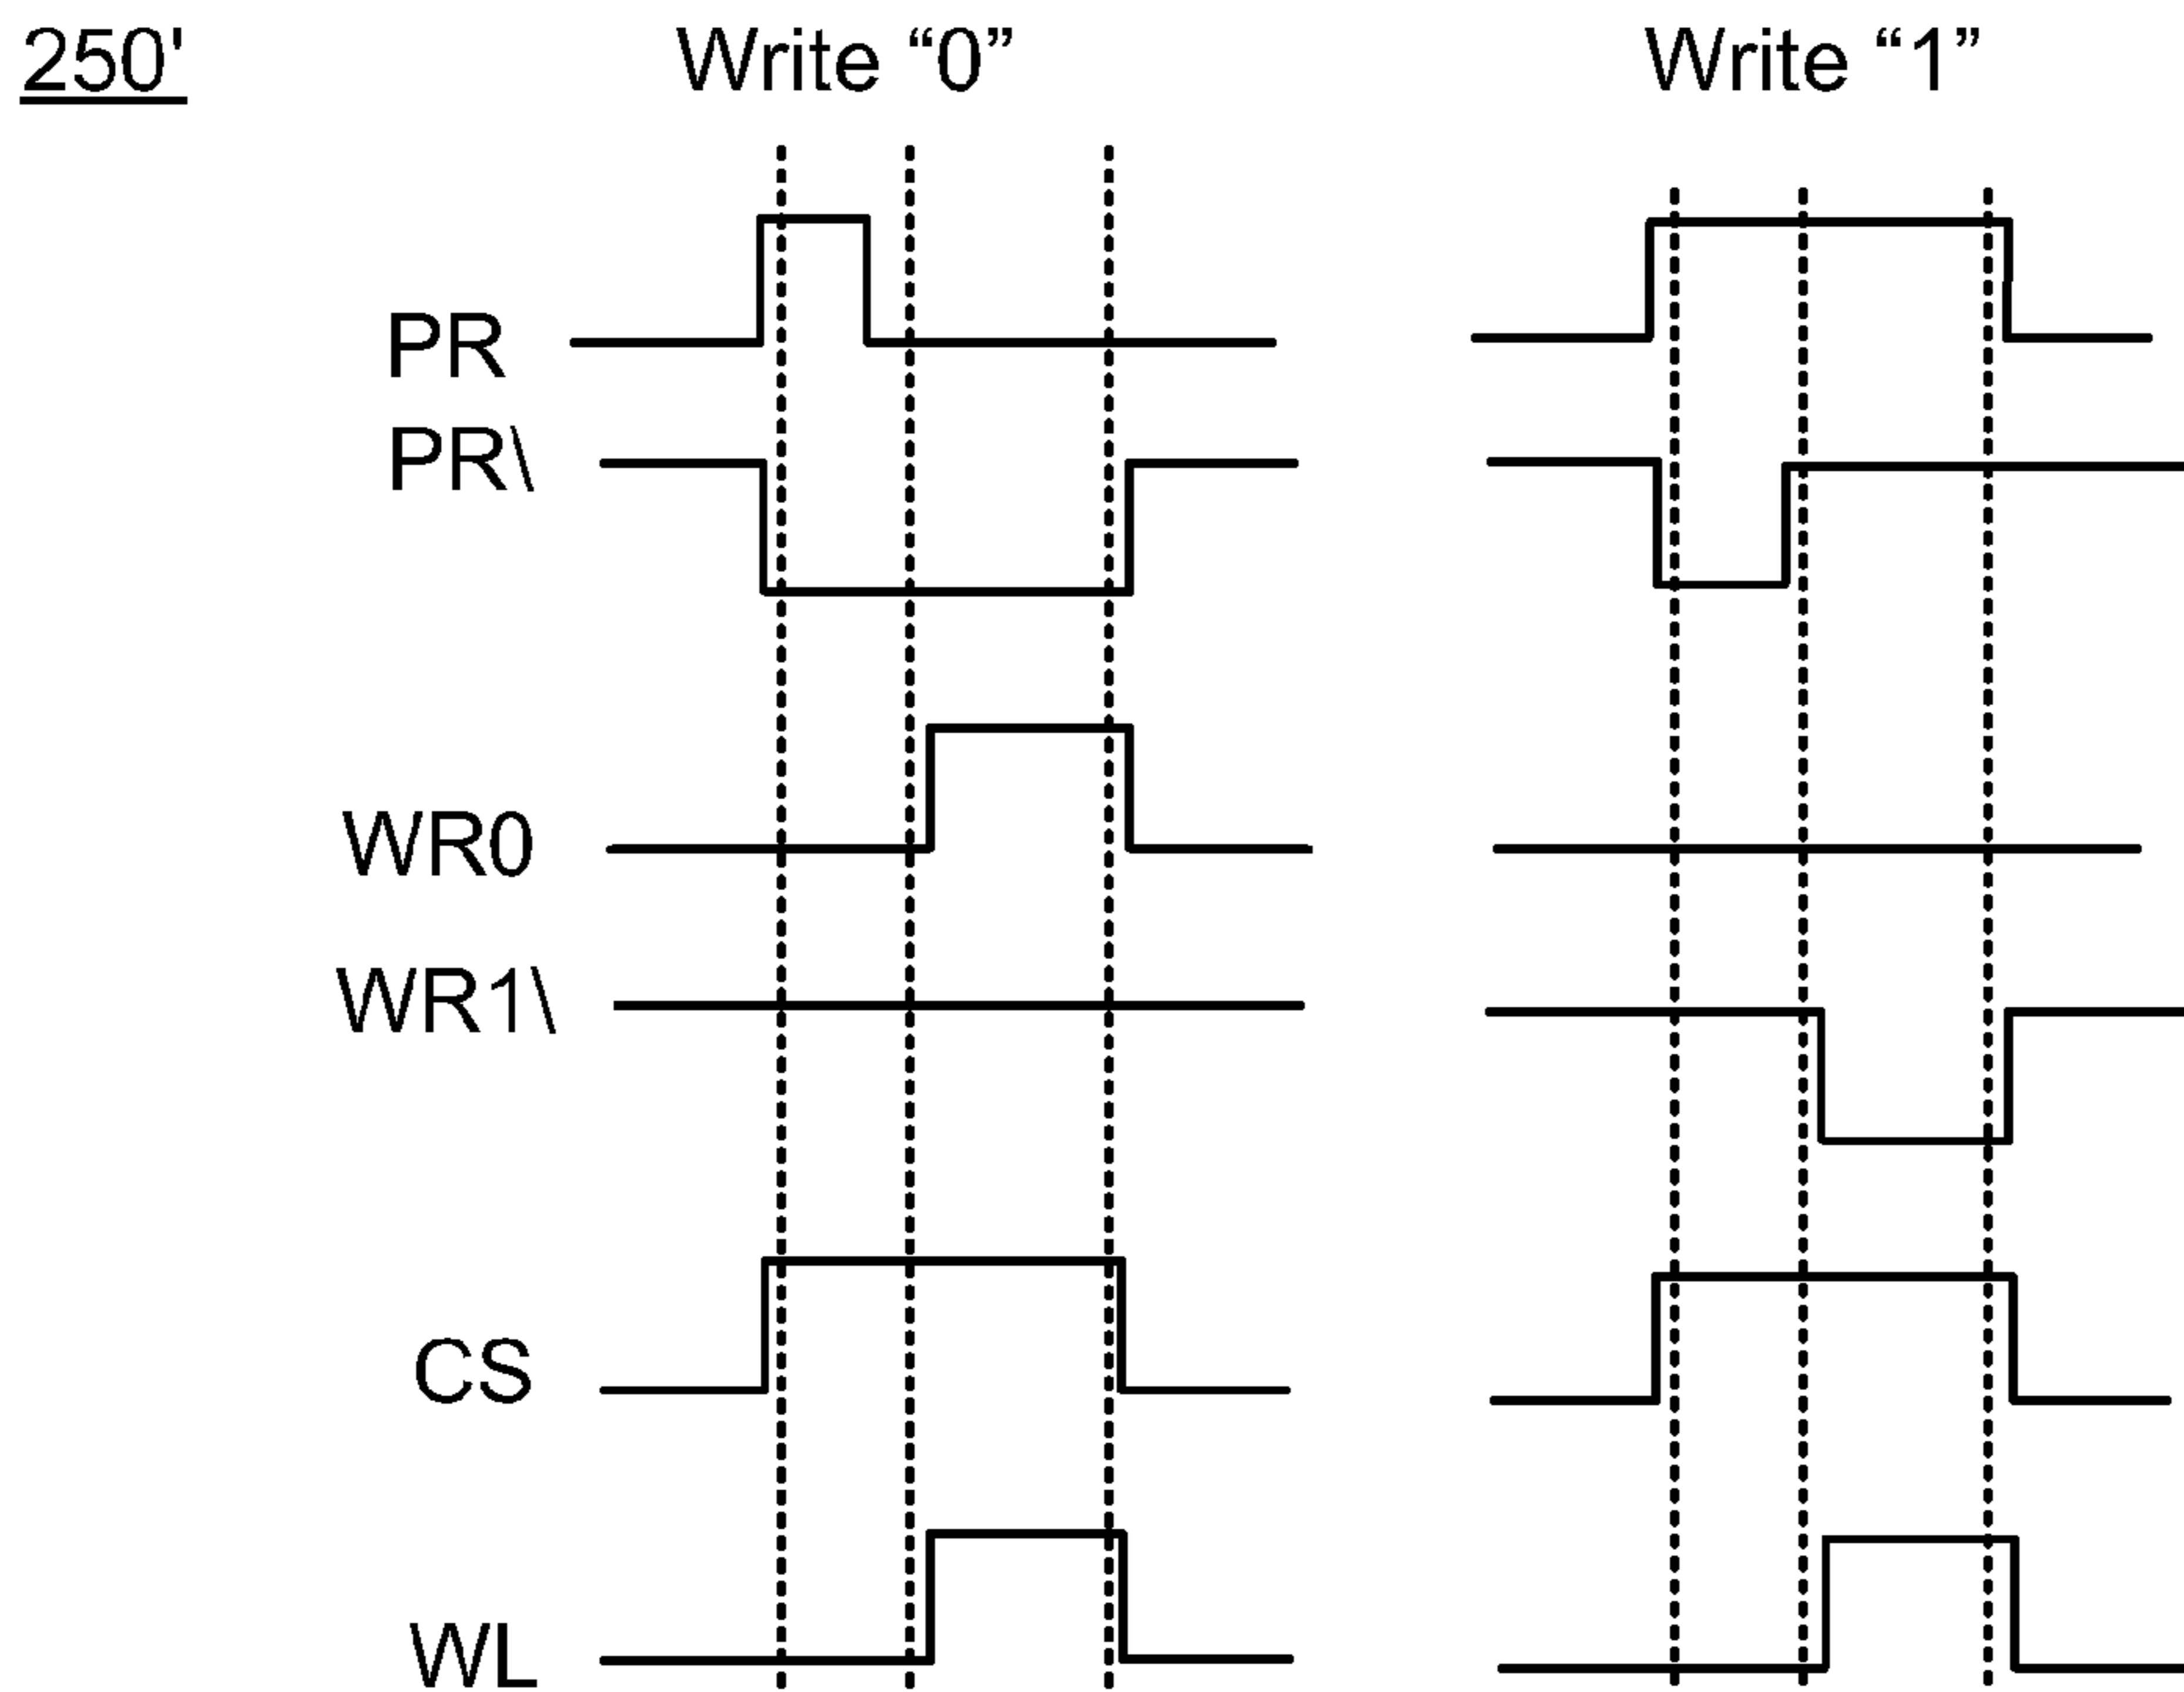 250' Write “0” Write “1”
PR
PR\
WR0
WR1\
CS
WL